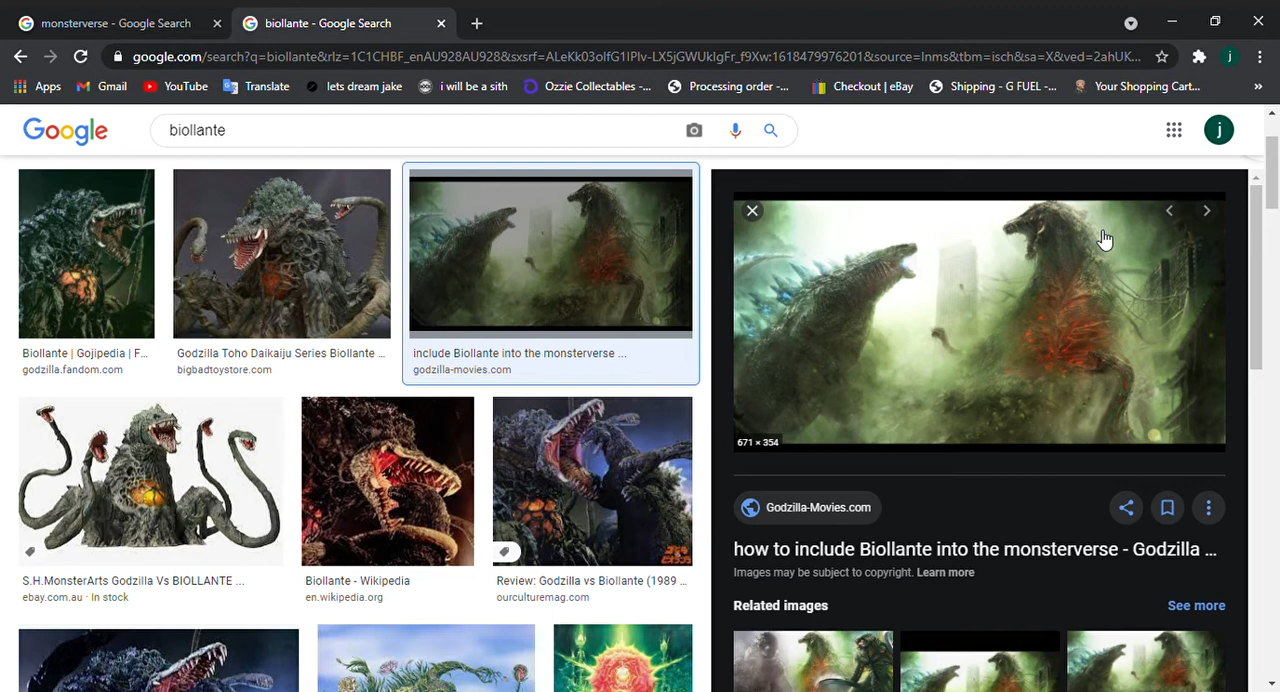 monsterverse - Google Search
biollante - Google Search
google.com/search?q=biollante&rlz=1C1CHBF_enAU928AU928&sxsrf=ALeKk03olfG1lPlv-LX5jGWUkIgFr_f9Xw:1618479976201&source=lnms&tbm=isch&sa=X&ved=2ahUK...
j
Apps Gmail YouTube Translate lets dream jake i will be a sith Ozzie Collectables -... Processing order -... Checkout | eBay Shipping - G FUEL -... Your Shopping Cart... »
Google biollante j
Biollante | Gojipedia | F...
godzilla.fandom.com
Godzilla Toho Daikaiju Series Biollante ...
bigbadtoystore.com
include Biollante into the monsterverse ...
godzilla-movies.com
671 × 354
Godzilla-Movies.com
how to include Biollante into the monsterverse - Godzilla ...
Images may be subject to copyright. Learn more
Related images See more
S.H.MonsterArts Godzilla Vs BIOLLANTE ...
ebay.com.au · In stock
Biollante - Wikipedia
en.wikipedia.org
Review: Godzilla vs Biollante (1989 ...
ourculturemag.com